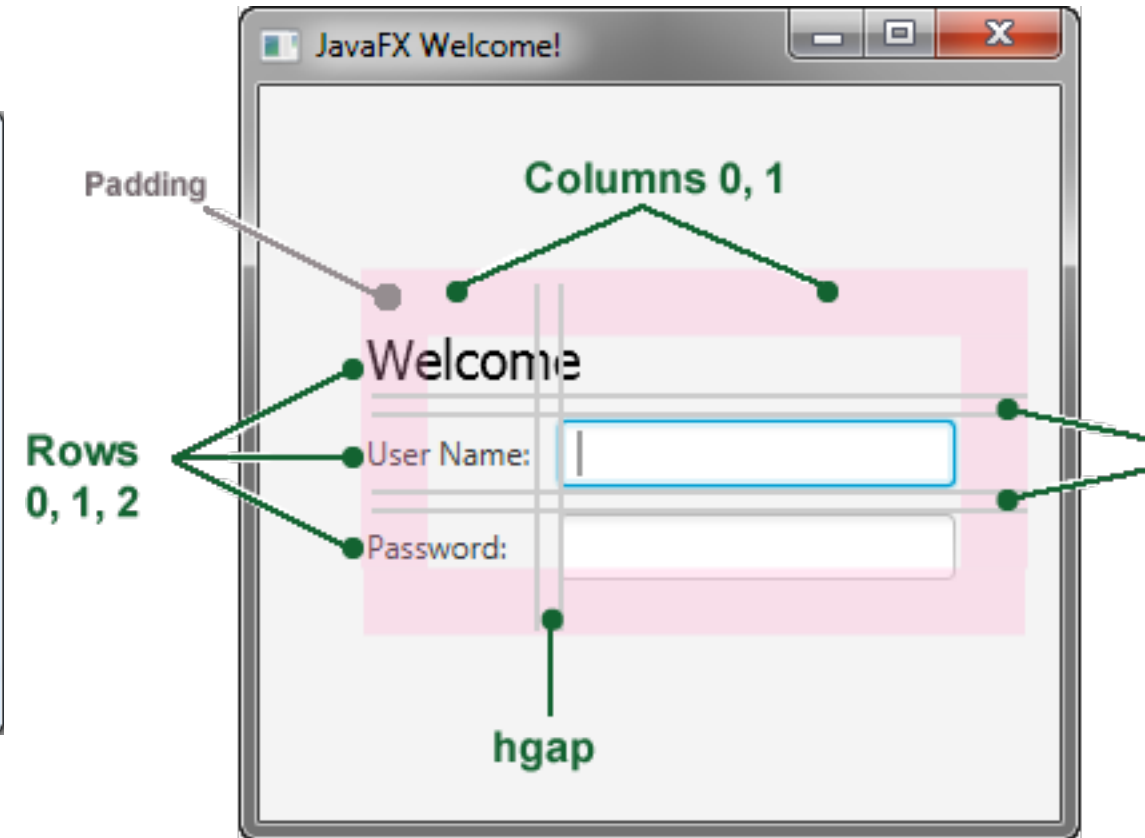 JavaFX Welcome!
Padding
Columns 0, 1
Welcome
Rows
0, 1, 2
User Name:
Password:
hgap